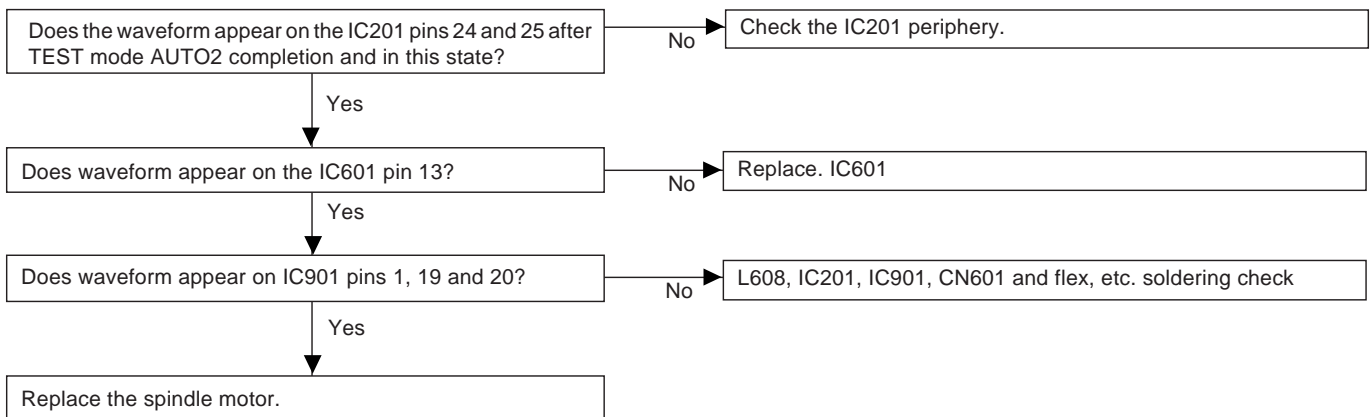 Does the waveform appear on the IC201 pins 24 and 25 after
TEST mode AUTO2 completion and in this state?
No
Check the IC201 periphery.
Yes
Does waveform appear on the IC601 pin 13?
No
Replace. IC601
Yes
Does waveform appear on IC901 pins 1, 19 and 20?
No
L608, IC201, IC901, CN601 and flex, etc. soldering check
Yes
Replace the spindle motor.